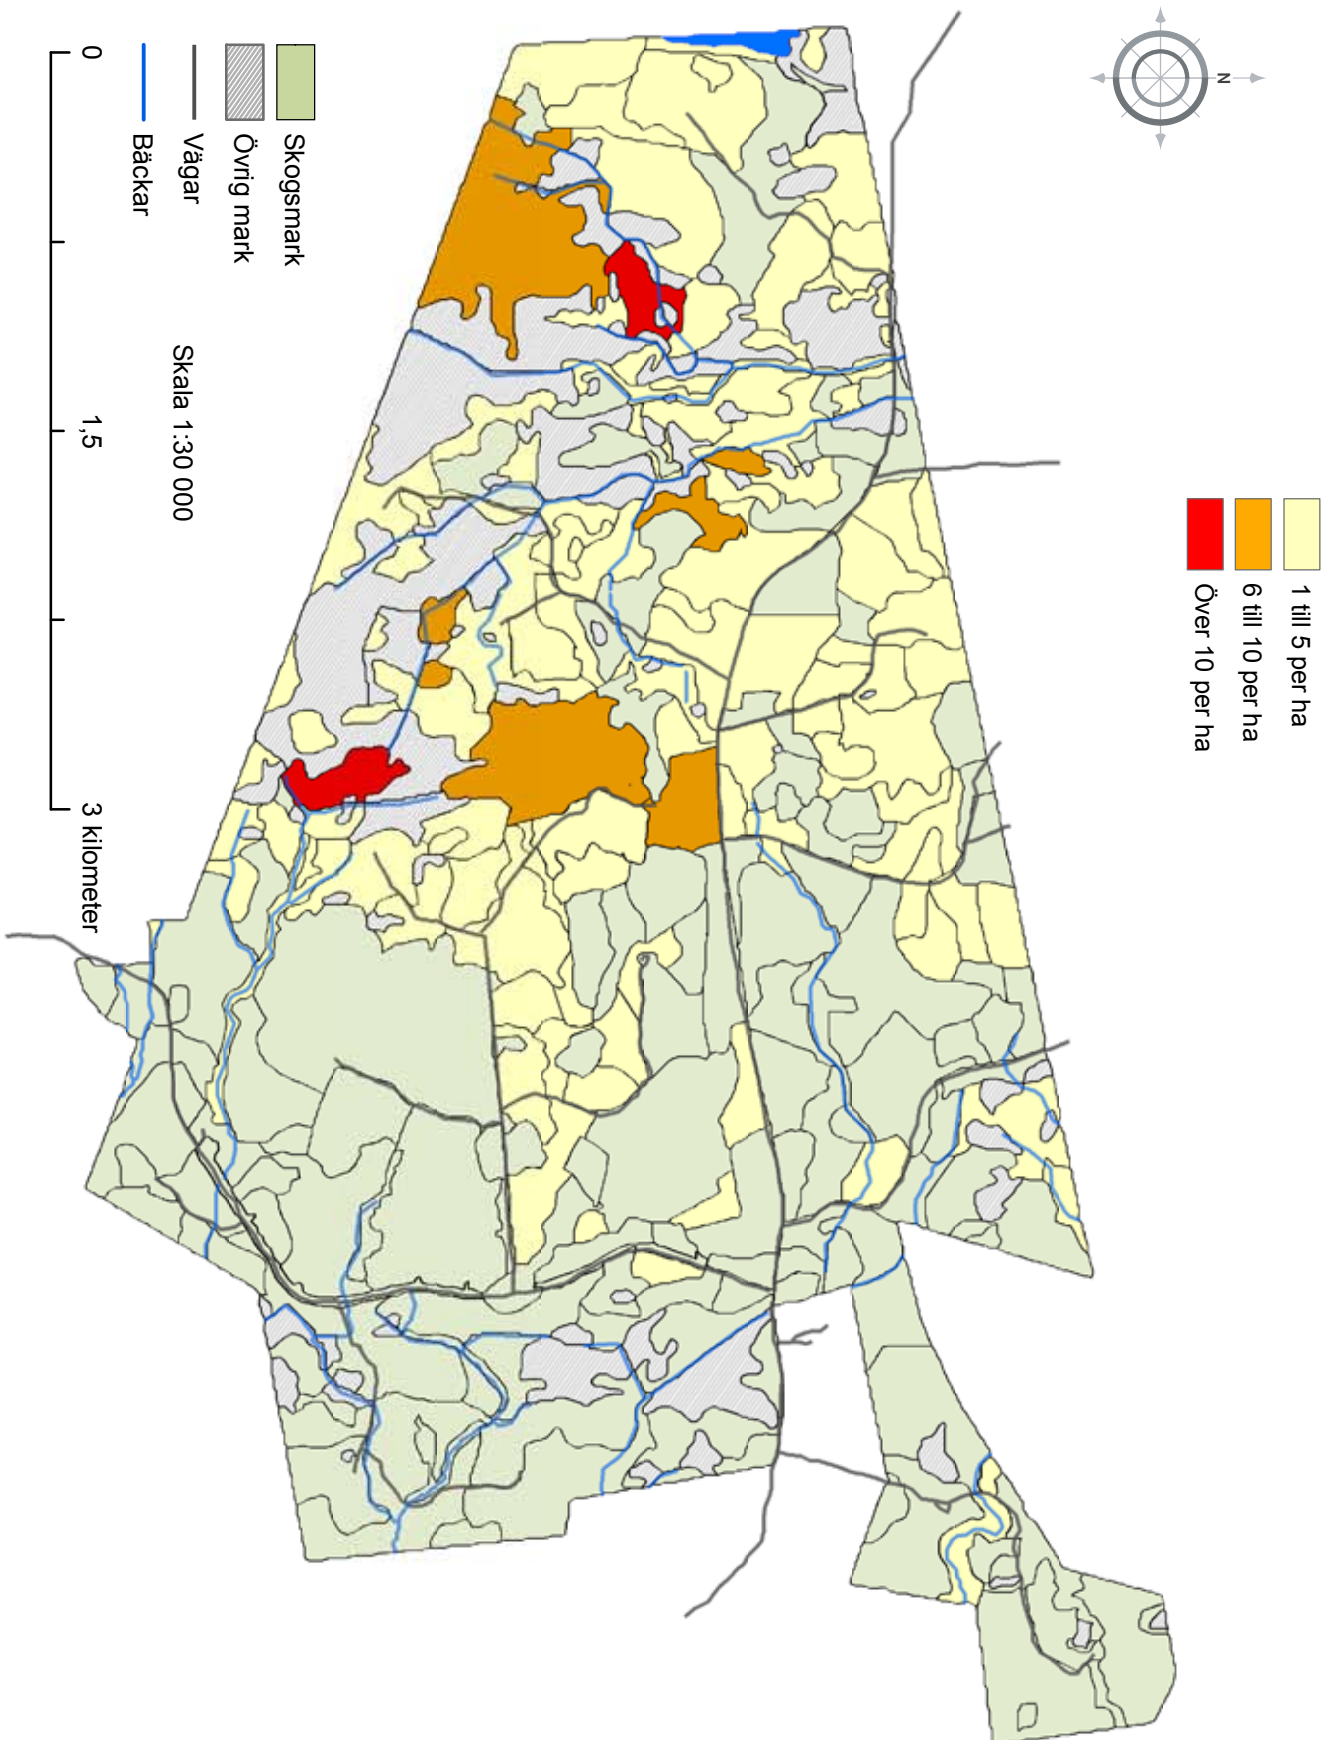 N
1 till 5 per ha
6 till 10 per ha
Över 10 per ha
Skogsmark
Övrig mark
Vägar
Bäckar
Skala 1:30 000
0
1,5
3 kilometer